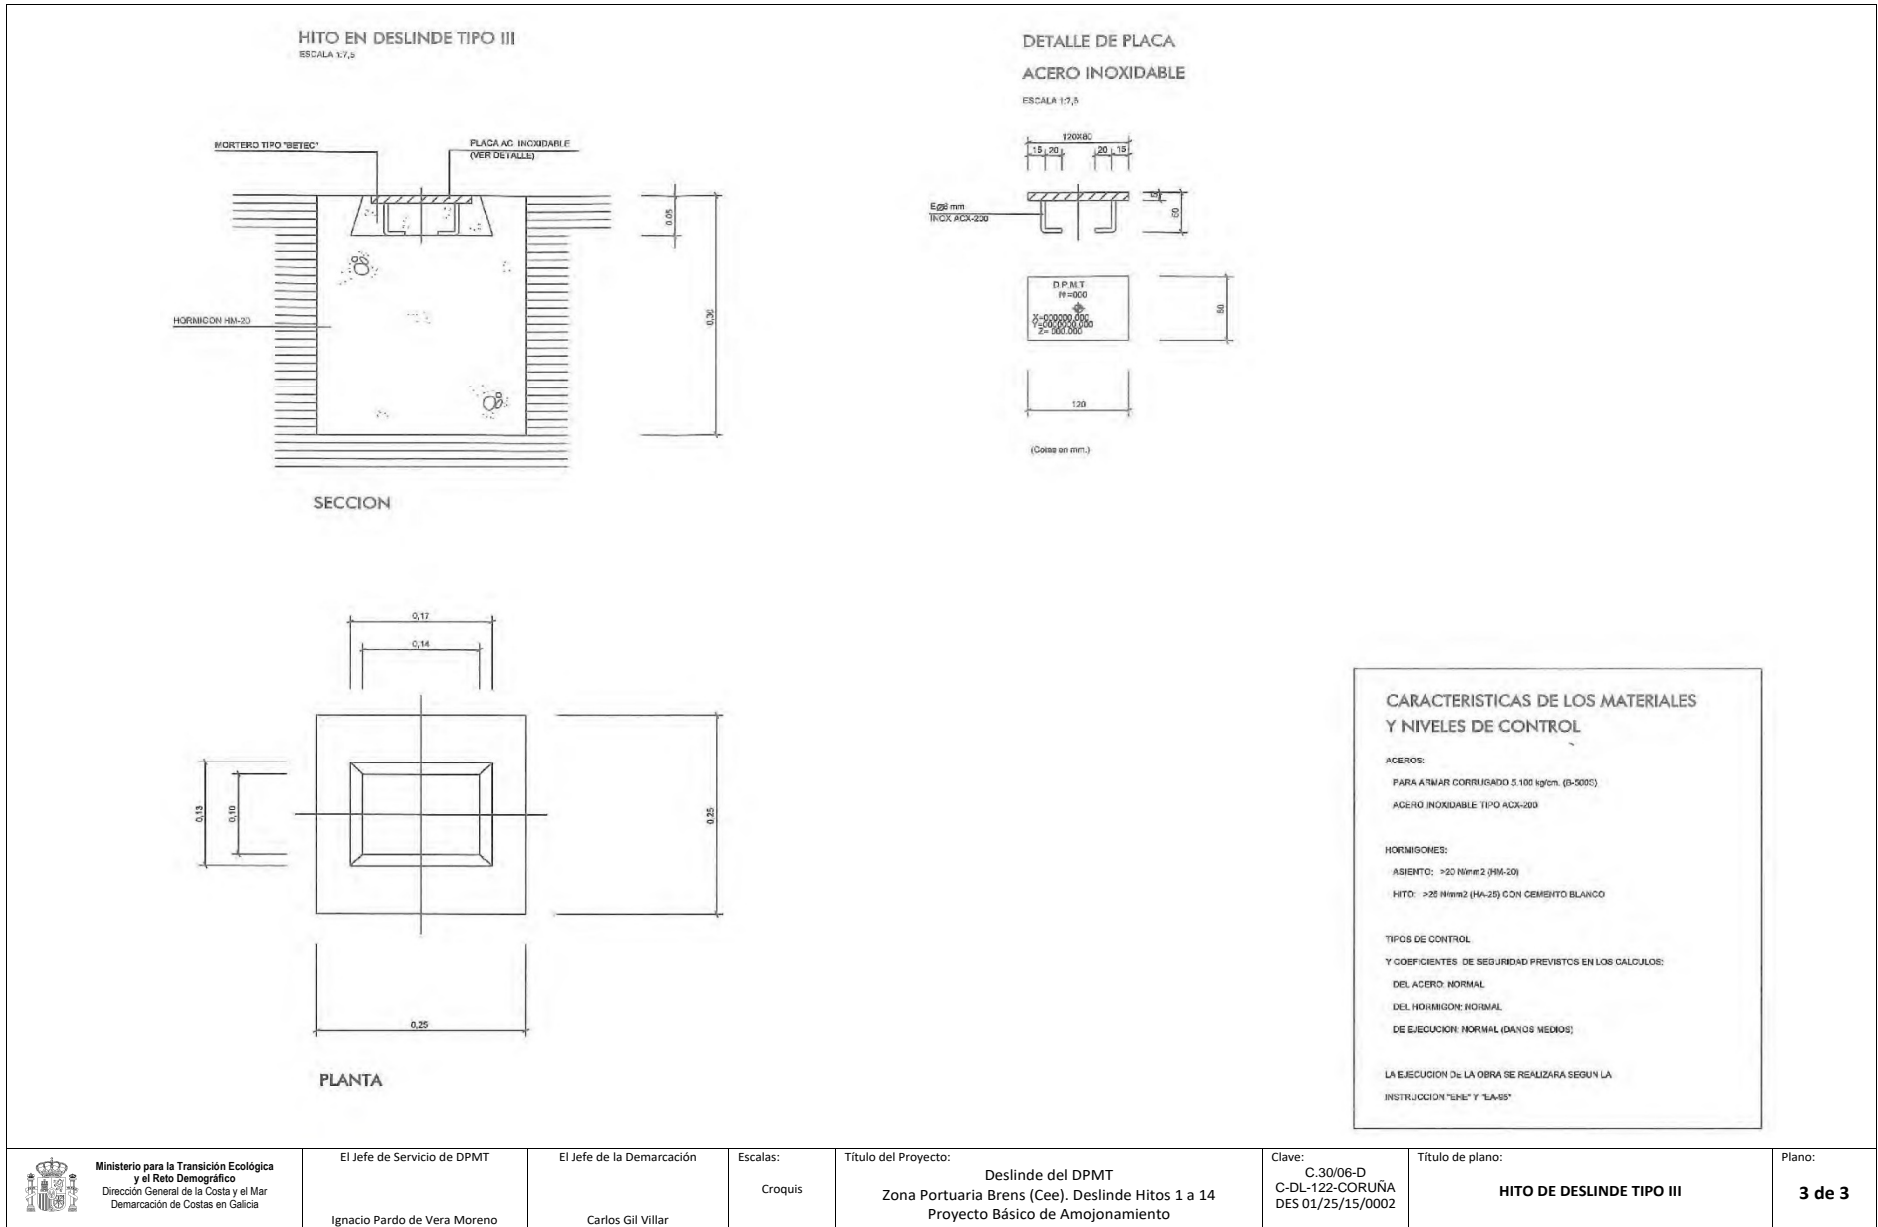 HITO EN DESLINDE TIPO III
ESCALA 1:7,5
MORTERO TIPO "BETEC"
PLACA AC. INOXIDABLE
(VER DETALLE)
0.05
0,30
HORMIGON HM-20
SECCION
0,17
0,14
0,13
0,10
0,25
0,25
PLANTA
DETALLE DE PLACA
ACERO INOXIDABLE
ESCALA 1:7,5
120X80
15 20 20 15
60
INOX ACX-200
D.P.M.T
Nº=000
X=000000.000
Y=0000000.000
Z= 000.000
80
120
(Cotas en mm.)
CARACTERISTICAS DE LOS MATERIALES
Y NIVELES DE CONTROL
ACEROS:
PARA ARMAR CORRUGADO 5.100 kg/cm. (B-500S)
ACERO INOXIDABLE TIPO ACX-200
HORMIGONES:
ASIENTO: >20 N/mm2 (HM-20)
HITO: >25 N/mm2 (HA-25) CON CEMENTO BLANCO
TIPOS DE CONTROL
Y COEFICIENTES DE SEGURIDAD PREVISTOS EN LOS CALCULOS:
DEL ACERO: NORMAL
DEL HORMIGON: NORMAL
DE EJECUCION: NORMAL (DANOS MEDIOS)
LA EJECUCION DE LA OBRA SE REALIZARA SEGUN LA
INSTRUCCION "EHE" Y "EA-95"
Ministerio para la Transición Ecológica
y el Reto Demográfico
Dirección General de la Costa y el Mar
Demarcación de Costas en Galicia
El Jefe de Servicio de DPMT
Ignacio Pardo de Vera Moreno
El Jefe de la Demarcación
Carlos Gil Villar
Escalas:
Croquis
Título del Proyecto:
Deslinde del DPMT
Zona Portuaria Brens (Cee). Deslinde Hitos 1 a 14
Proyecto Básico de Amojonamiento
Clave:
C.30/06-D
C-DL-122-CORUÑA
DES 01/25/15/0002
Título de plano:
HITO DE DESLINDE TIPO III
Plano:
3 de 3